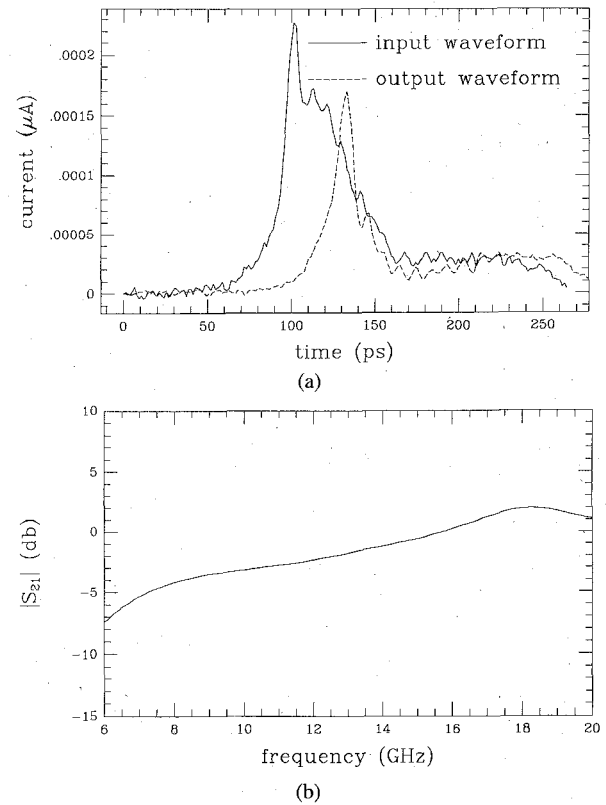 .0002
.00015
.0001
.00005
0
current (μA)
input waveform
output waveform
0 50 100 150 200 250
time (ps)
(a)
10
5
0
−5
−10
−15
|S₂₁| (db)
6 8 10 12 14 16 18 20
frequency (GHz)
(b)